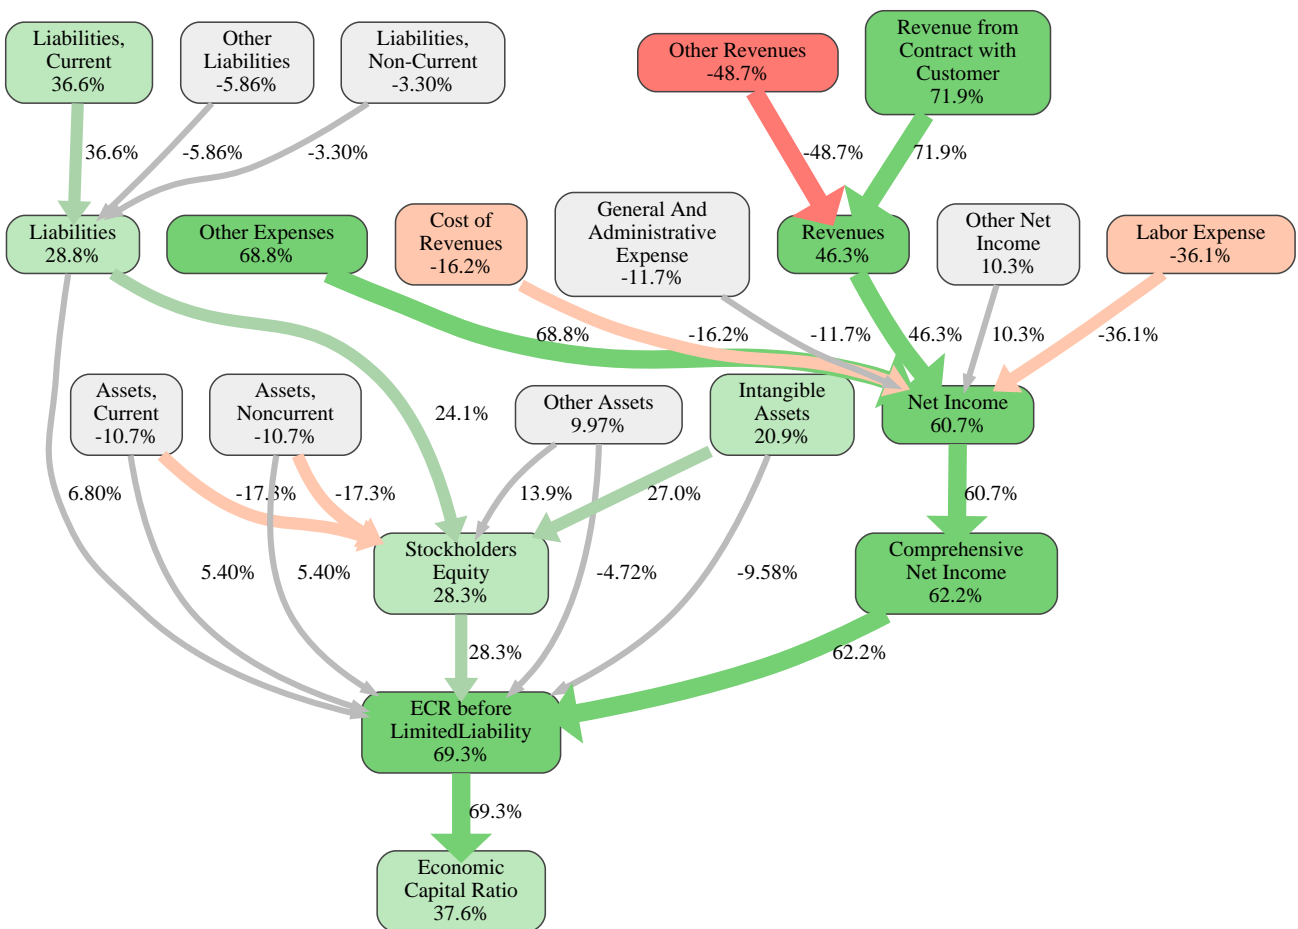 Liabilities,
Current
36.6%
Other
Liabilities
-5.86%
Liabilities,
Non-Current
-3.30%
Other Revenues
-48.7%
Revenue from
Contract with
Customer
71.9%
36.6%
-5.86%
-3.30%
-48.7%
71.9%
Liabilities
28.8%
Other Expenses
68.8%
Cost of
Revenues
-16.2%
General And
Administrative
Expense
-11.7%
Revenues
46.3%
Other Net
Income
10.3%
Labor Expense
-36.1%
68.8%
-16.2%
-11.7%
46.3%
10.3%
-36.1%
Assets,
Current
-10.7%
Assets,
Noncurrent
-10.7%
24.1%
Other Assets
9.97%
Intangible
Assets
20.9%
Net Income
60.7%
6.80%
-17.3%
-17.3%
13.9%
27.0%
60.7%
5.40%
5.40%
Stockholders
Equity
28.3%
-4.72%
-9.58%
Comprehensive
Net Income
62.2%
28.3%
62.2%
ECR before
LimitedLiability
69.3%
69.3%
Economic
Capital Ratio
37.6%